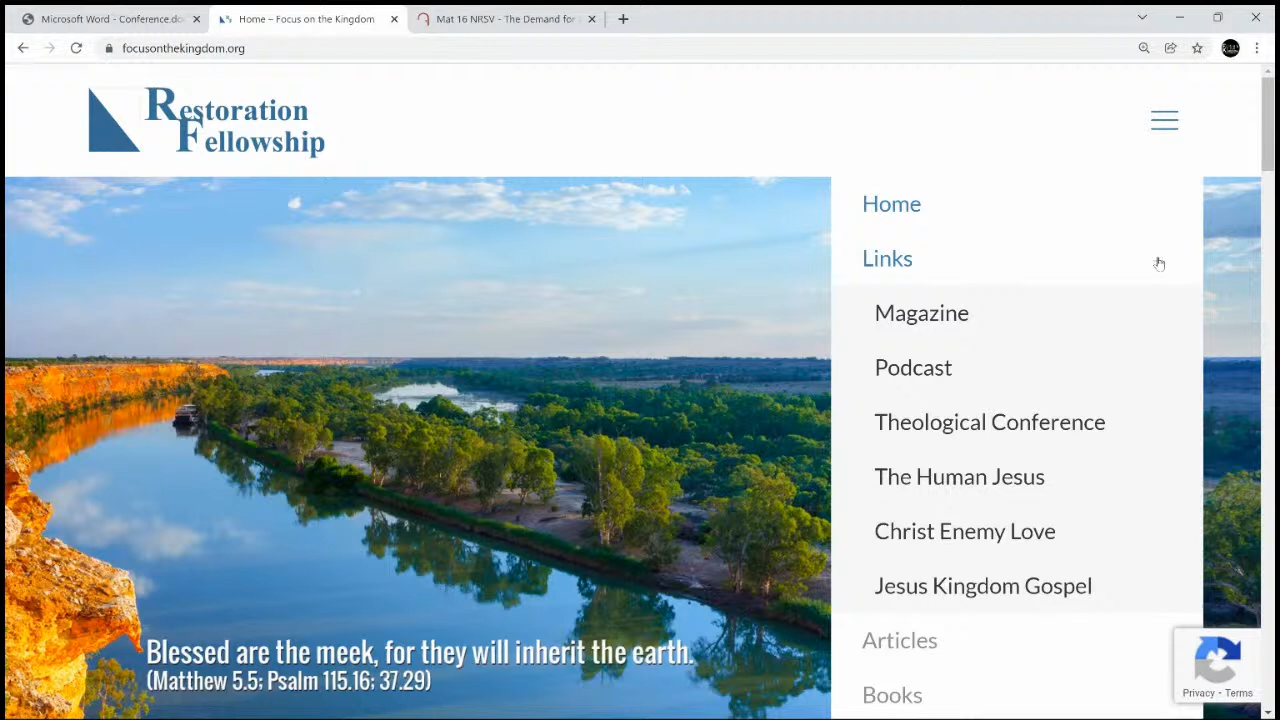 Microsoft Word - Conference.do
Home – Focus on the Kingdom
Mat 16 NRSV - The Demand for
focusonthekingdom.org
Restoration
Fellowship
Home
Links
Magazine
Podcast
Theological Conference
The Human Jesus
Christ Enemy Love
Jesus Kingdom Gospel
Articles
Books
Blessed are the meek, for they will inherit the earth.
(Matthew 5.5; Psalm 115.16; 37.29)
Privacy - Terms